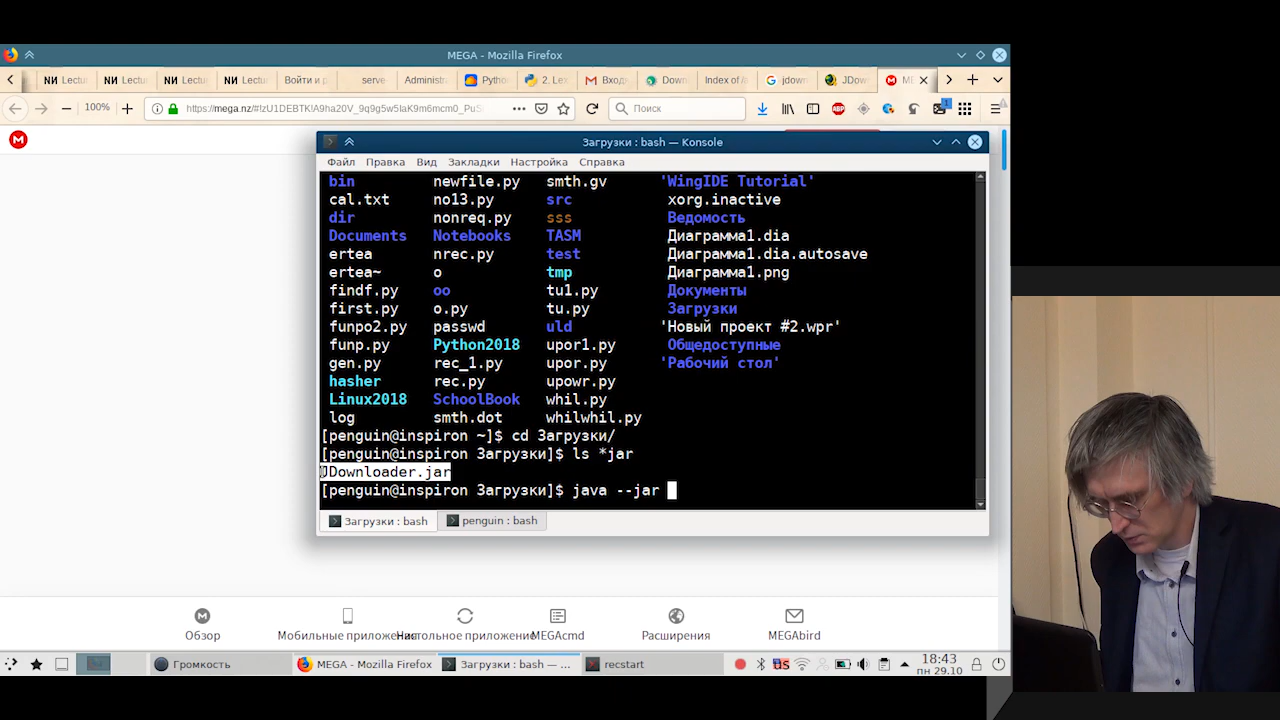 MEGA - Mozilla Firefox
Lectu Lectu Lectu Lectu Войти и р serve Administra Python 2. Lex Вход Down Index of / jdown JDow ME
100% https://mega.nz/#!zU1DEBTK!A9ha20V_9q9g5w5IaK9m6mcm0_PuS Поиск
Загрузки : bash — Konsole
Файл Правка Вид Закладки Настройка Справка
bin newfile.py smth.gv 'WingIDE Tutorial'
cal.txt no13.py src xorg.inactive
dir nonreq.py sss Ведомость
Documents Notebooks TASM Диаграмма1.dia
ertea nrec.py test Диаграмма1.dia.autosave
ertea~ o tmp Диаграмма1.png
findf.py oo tu1.py Документы
first.py o.py tu.py Загрузки
funpo2.py passwd uld 'Новый проект #2.wpr'
funp.py Python2018 upor1.py Общедоступные
gen.py rec_1.py upor.py 'Рабочий стол'
hasher rec.py upowr.py
Linux2018 SchoolBook whil.py
log smth.dot whilwhil.py
[penguin@inspiron ~]$ cd Загрузки/
[penguin@inspiron Загрузки]$ ls *jar
JDownloader.jar
[penguin@inspiron Загрузки]$ java --jar
Загрузки : bash penguin : bash
Обзор Мобильные приложения Настольное приложение MEGAcmd Расширения MEGAbird
Громкость MEGA - Mozilla Firefox Загрузки : bash — ... recstart US 18:43
пн 29.10